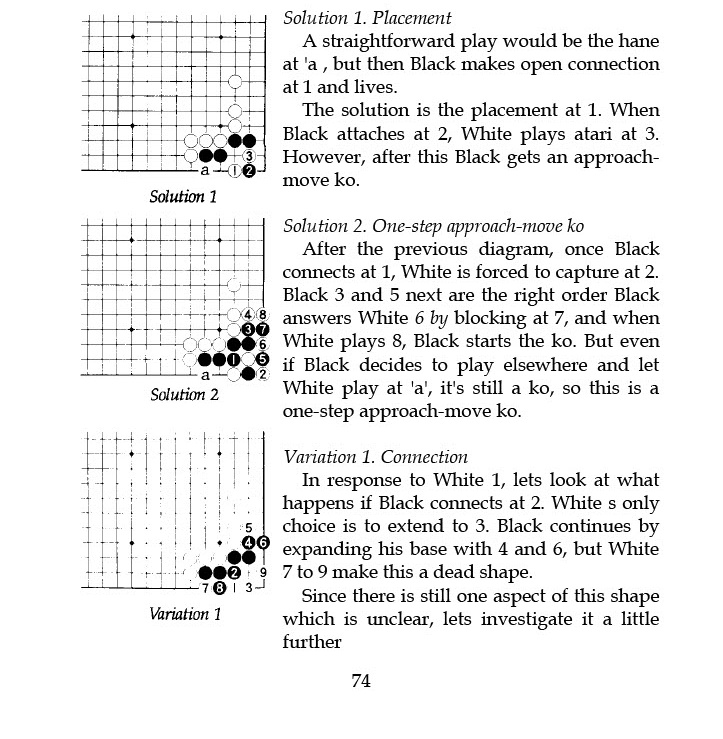 Solution 1. Placement
A straightforward play would be the hane
at 'a , but then Black makes open connection
at 1 and lives.
The solution is the placement at 1. When
Black attaches at 2, White plays atari at 3.
However, after this Black gets an approach-
move ko.
3
a 1 2
Solution 1
Solution 2. One-step approach-move ko
After the previous diagram, once Black
connects at 1, White is forced to capture at 2.
Black 3 and 5 next are the right order Black
answers White 6 by blocking at 7, and when
White plays 8, Black starts the ko. But even
if Black decides to play elsewhere and let
White play at 'a', it's still a ko, so this is a
one-step approach-move ko.
4 8
3 7
6
1 5
a 2
Solution 2
Variation 1. Connection
In response to White 1, lets look at what
happens if Black connects at 2. White s only
choice is to extend to 3. Black continues by
expanding his base with 4 and 6, but White
7 to 9 make this a dead shape.
Since there is still one aspect of this shape
which is unclear, lets investigate it a little
further
5
4 6
2 9
7 8 1 3
Variation 1
74